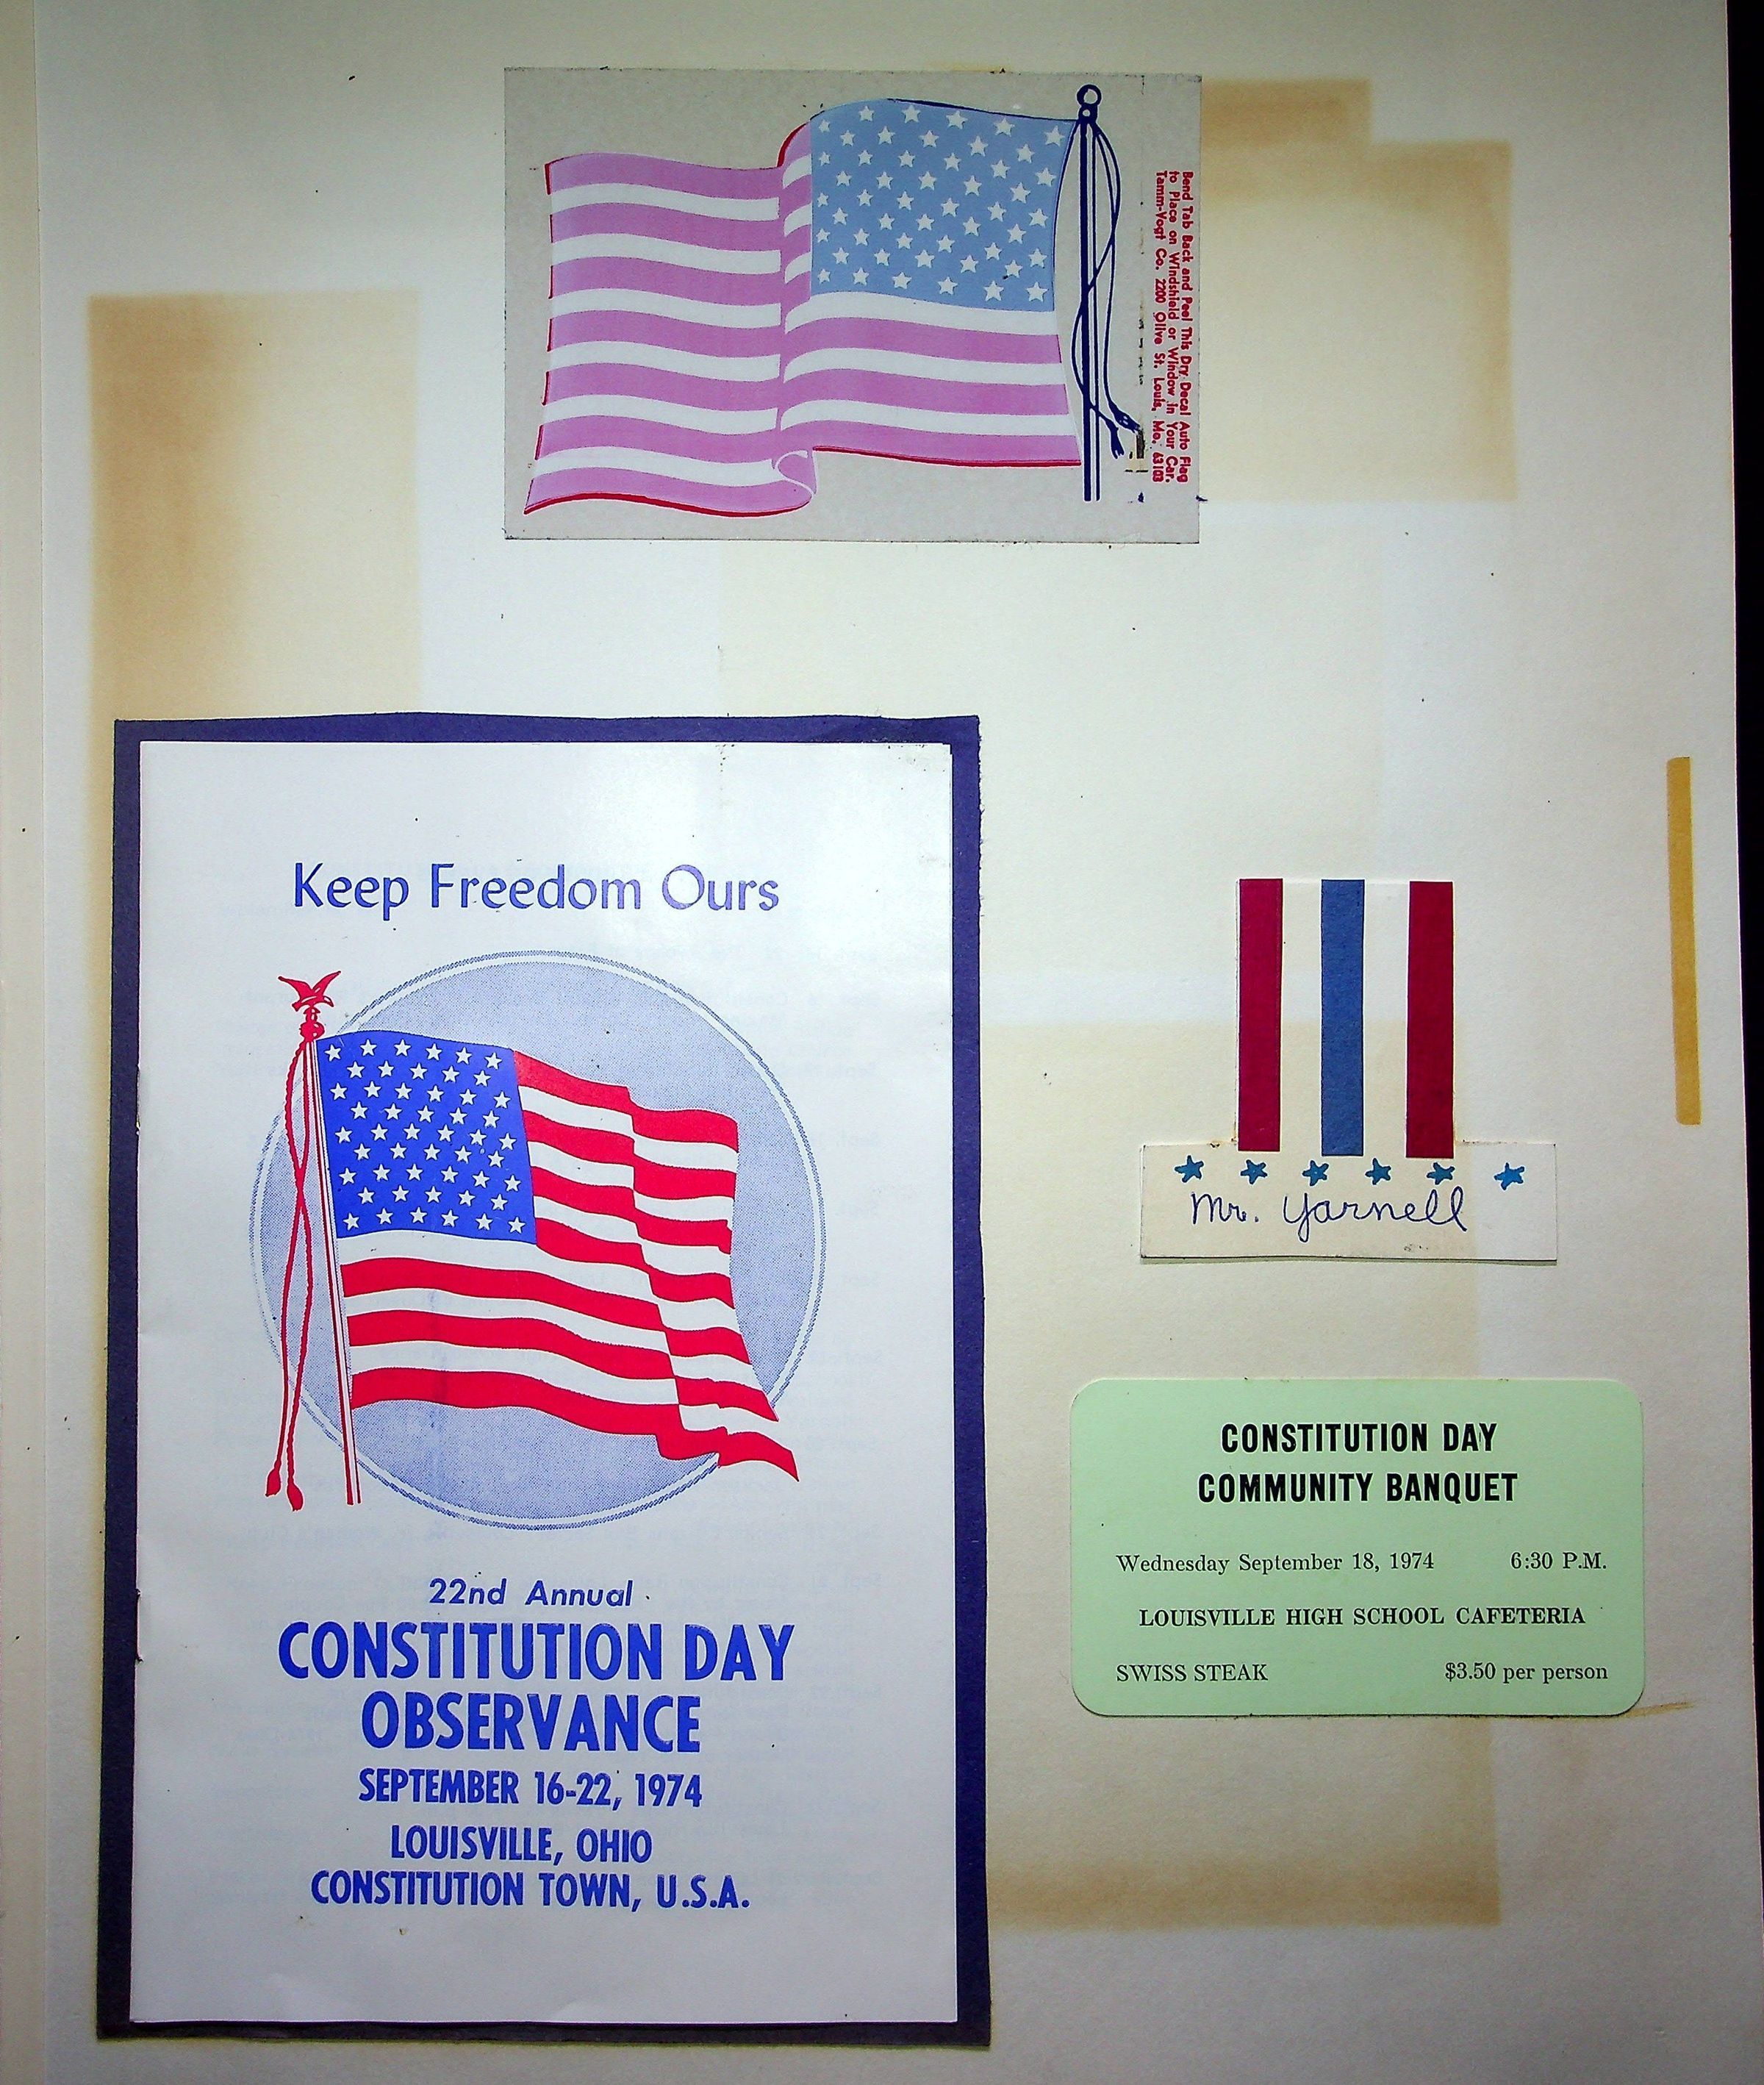 Bend Tab Back and Peel This Dry Decal Auto Flag
to Place on Windshield or Window in Your Car.
Tamm-Vogt Co. 2200 Olive St. Louis, Mo. 63103
Keep Freedom Ours
22nd Annual
CONSTITUTION DAY
OBSERVANCE
SEPTEMBER 16-22, 1974
LOUISVILLE, OHIO
CONSTITUTION TOWN, U.S.A.
Mr. Yarnell
CONSTITUTION DAY
COMMUNITY BANQUET
Wednesday September 18, 1974 6:30 P.M.
LOUISVILLE HIGH SCHOOL CAFETERIA
SWISS STEAK $3.50 per person